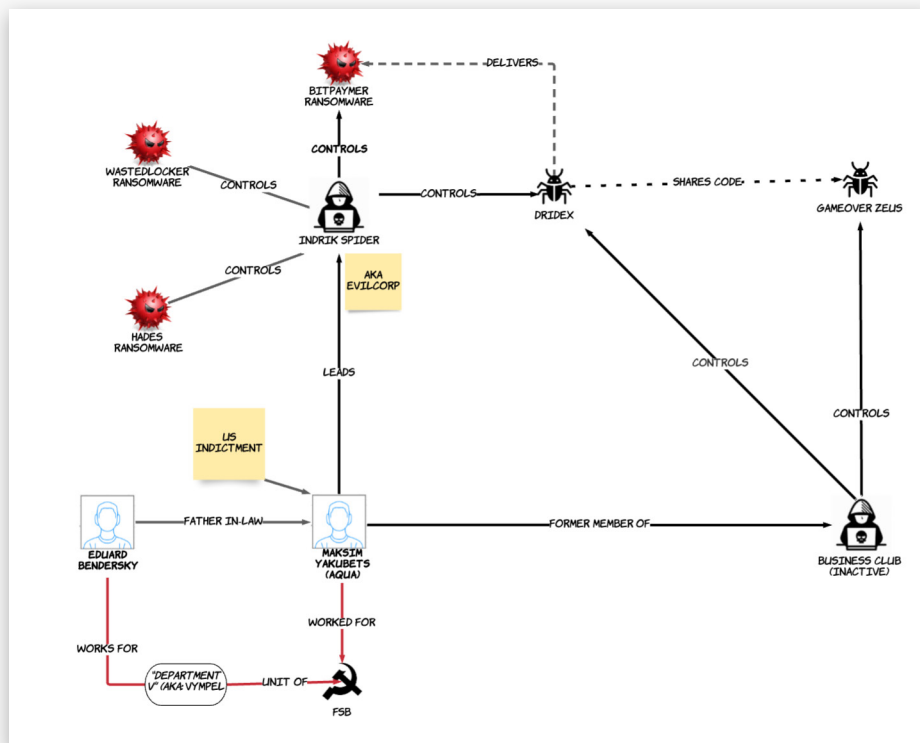 DELIVERS
BITPAYMER
RANSOMWARE
CONTROLS
WASTEDLOCKER
RANSOMWARE
CONTROLS
CONTROLS
SHARES CODE
DRIDEX
GAMEOVER ZEUS
INDRIK SPIDER
CONTROLS
AKA
EVILCORP
HADES
RANSOMWARE
LEADS
CONTROLS
CONTROLS
US
INDICTMENT
FATHER IN-LAW
FORMER MEMBER OF
EDUARD
BENDERSKY
MAKSIM
YAKUBETS
(AQUA)
BUSINESS CLUB
(INACTIVE)
WORKED FOR
WORKS FOR
"DEPARTMENT
V" (AKA: VYMPEL
UNIT OF
FSB